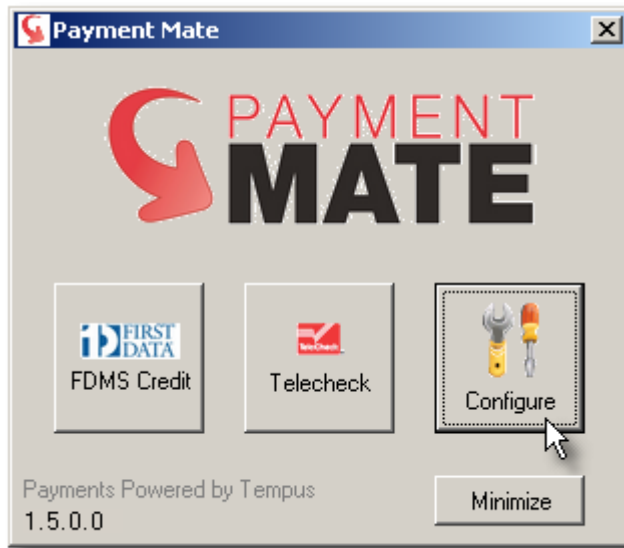 Payment Mate
PAYMENT
MATE
FIRST
DATA
FDMS Credit
TeleCheck
Telecheck
Configure
Payments Powered by Tempus
1.5.0.0
Minimize